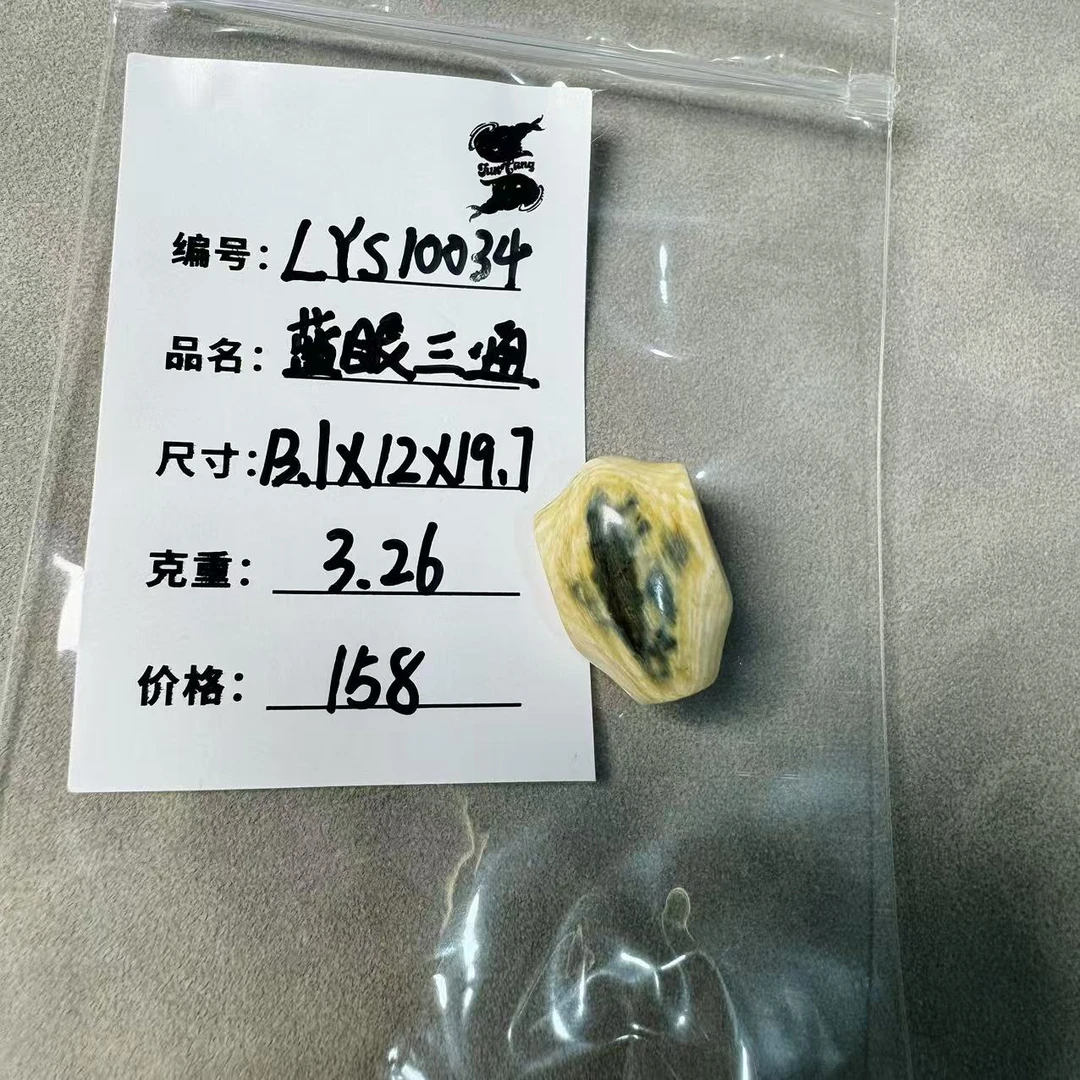 编号：LYS10034
品名：蓝眼三通
尺寸：13.1X12X19.7
克重：3.26
价格：158